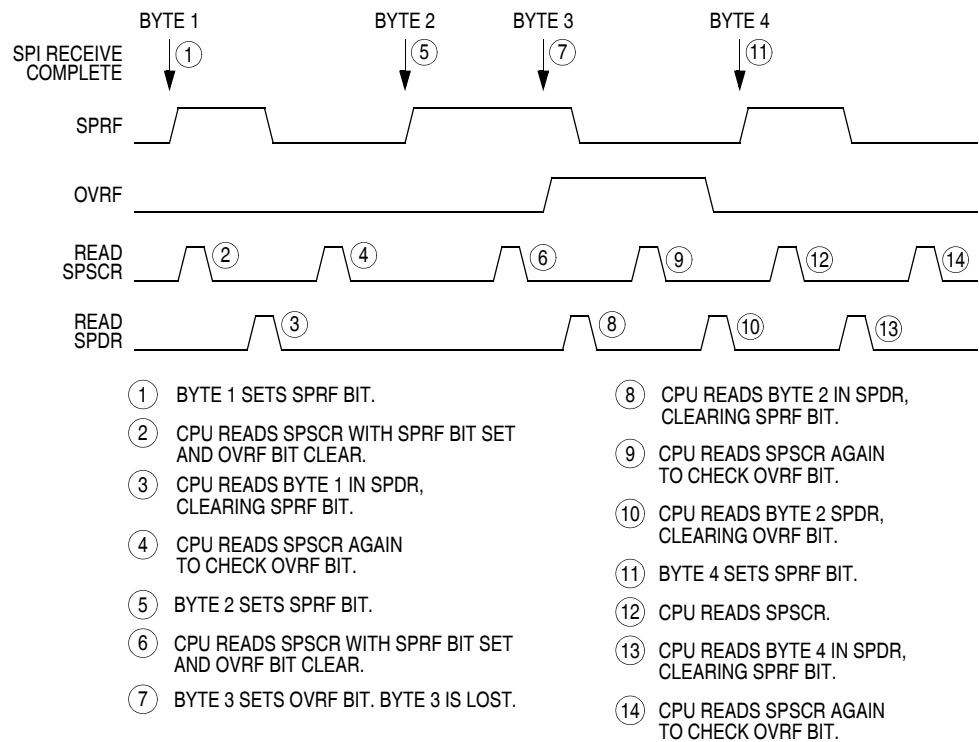 BYTE 1 BYTE 2 BYTE 3 BYTE 4
SPI RECEIVE
COMPLETE
1 5 7 11
SPRF
OVRF
READ
SPSCR
2 4 6 9 12 14
READ
SPDR
3 8 10 13
1 BYTE 1 SETS SPRF BIT.
2 CPU READS SPSCR WITH SPRF BIT SET
AND OVRF BIT CLEAR.
3 CPU READS BYTE 1 IN SPDR,
CLEARING SPRF BIT.
4 CPU READS SPSCR AGAIN
TO CHECK OVRF BIT.
5 BYTE 2 SETS SPRF BIT.
6 CPU READS SPSCR WITH SPRF BIT SET
AND OVRF BIT CLEAR.
7 BYTE 3 SETS OVRF BIT. BYTE 3 IS LOST.
8 CPU READS BYTE 2 IN SPDR,
CLEARING SPRF BIT.
9 CPU READS SPSCR AGAIN
TO CHECK OVRF BIT.
10 CPU READS BYTE 2 SPDR,
CLEARING OVRF BIT.
11 BYTE 4 SETS SPRF BIT.
12 CPU READS SPSCR.
13 CPU READS BYTE 4 IN SPDR,
CLEARING SPRF BIT.
14 CPU READS SPSCR AGAIN
TO CHECK OVRF BIT.